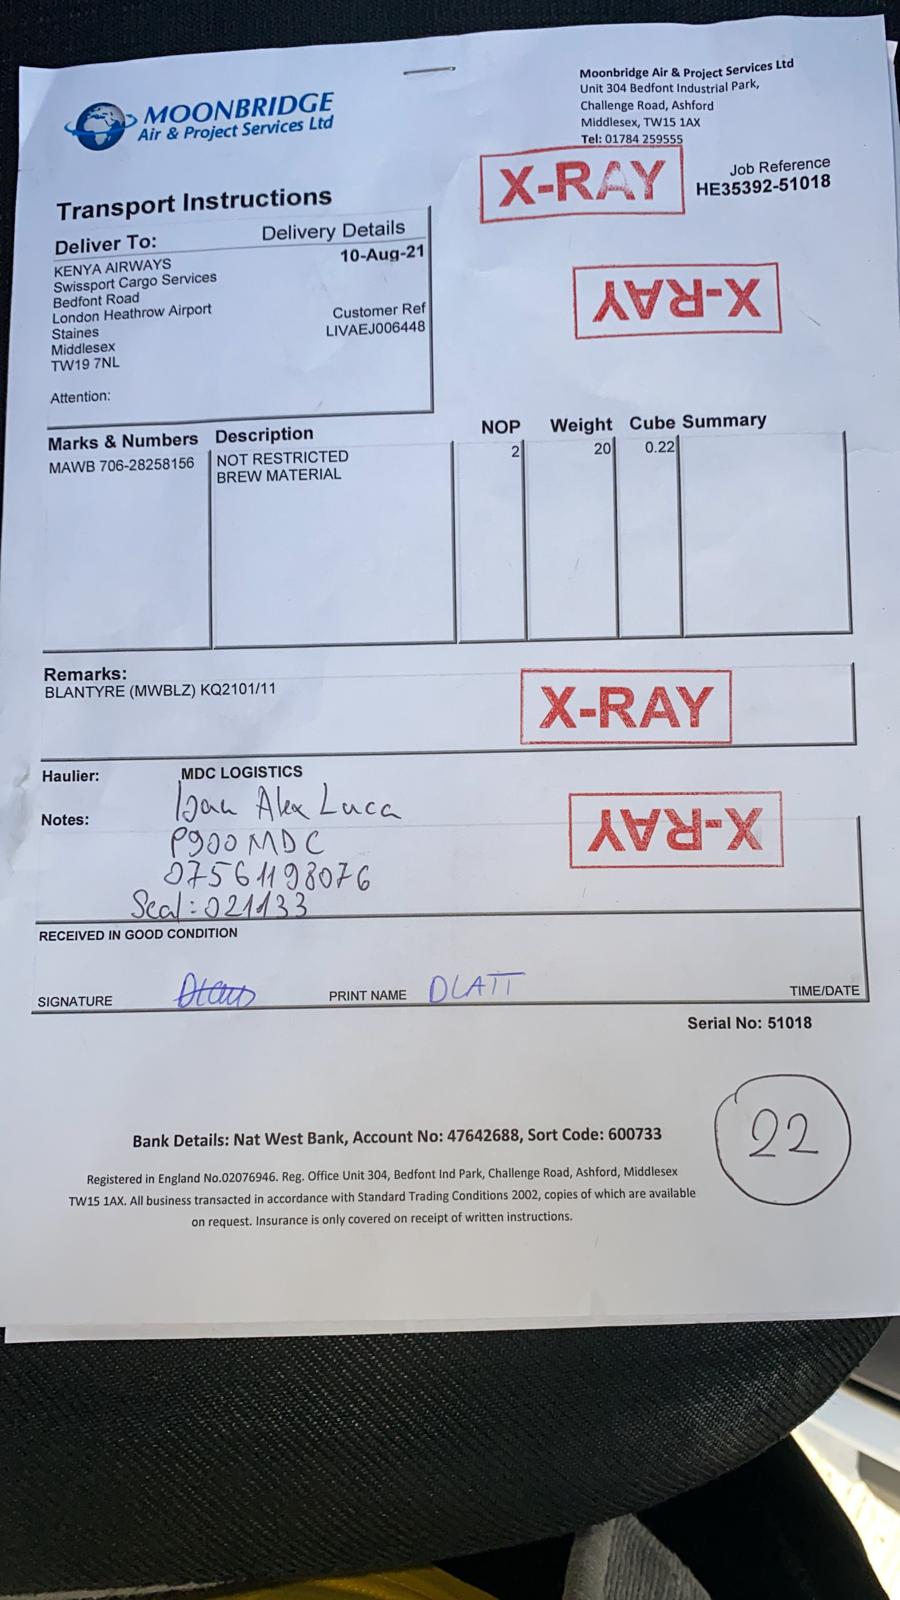 MOONBRIDGE
Air & Project Services Ltd
Moonbridge Air & Project Services Ltd
Unit 304 Bedfont Industrial Park,
Challenge Road, Ashford
Middlesex, TW15 1AX
Tel: 01784 259555
X-RAY
Job Reference
HE35392-51018
Transport Instructions
Deliver To:
KENYA AIRWAYS
Swissport Cargo Services
Bedfont Road
London Heathrow Airport
Staines
Middlesex
TW19 7NL
Attention:
Delivery Details
10-Aug-21
Customer Ref
LIVAEJ006448
X-RAY
Marks & Numbers Description NOP Weight Cube Summary
MAWB 706-28258156 NOT RESTRICTED 2 20 0.22
BREW MATERIAL
Remarks:
BLANTYRE (MWBLZ) KQ2101/11
X-RAY
Haulier: MDC LOGISTICS
Notes: Alex Luca
P900 MDC
07561198076
Seal: 021133
X-RAY
RECEIVED IN GOOD CONDITION
SIGNATURE PRINT NAME DLATT TIME/DATE
Serial No: 51018
22
Bank Details: Nat West Bank, Account No: 47642688, Sort Code: 600733
Registered in England No.02076946. Reg. Office Unit 304, Bedfont Ind Park, Challenge Road, Ashford, Middlesex
TW15 1AX. All business transacted in accordance with Standard Trading Conditions 2002, copies of which are available
on request. Insurance is only covered on receipt of written instructions.